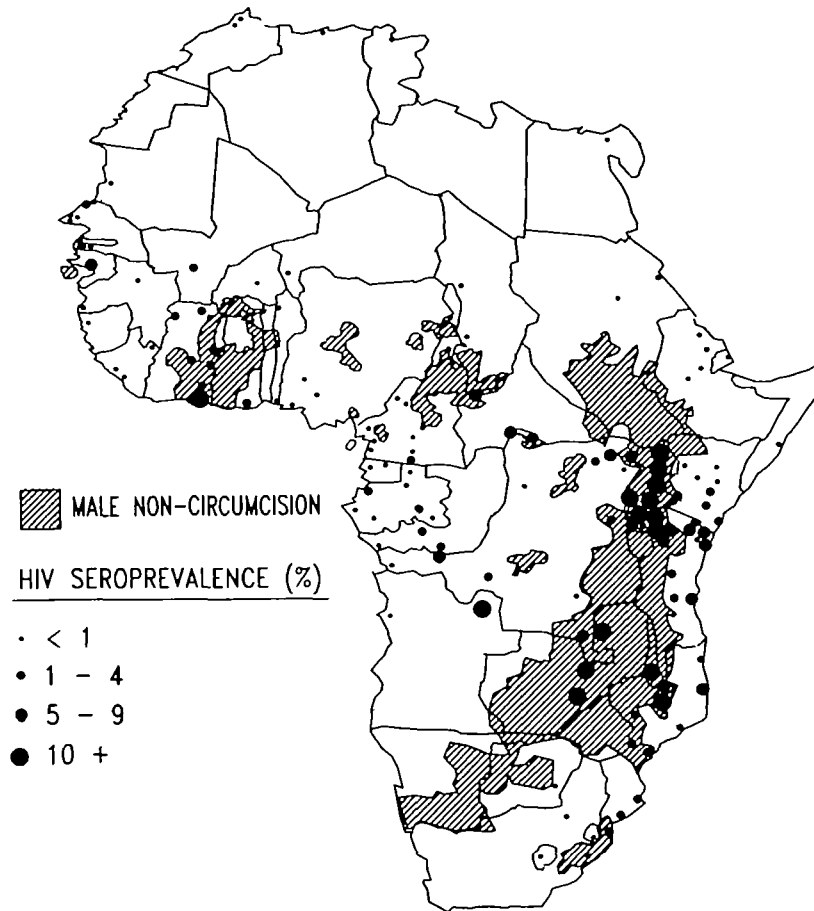 MALE NON-CIRCUMCISION
HIV SEROPREVALENCE (%)
< 1
1 - 4
5 - 9
10 +